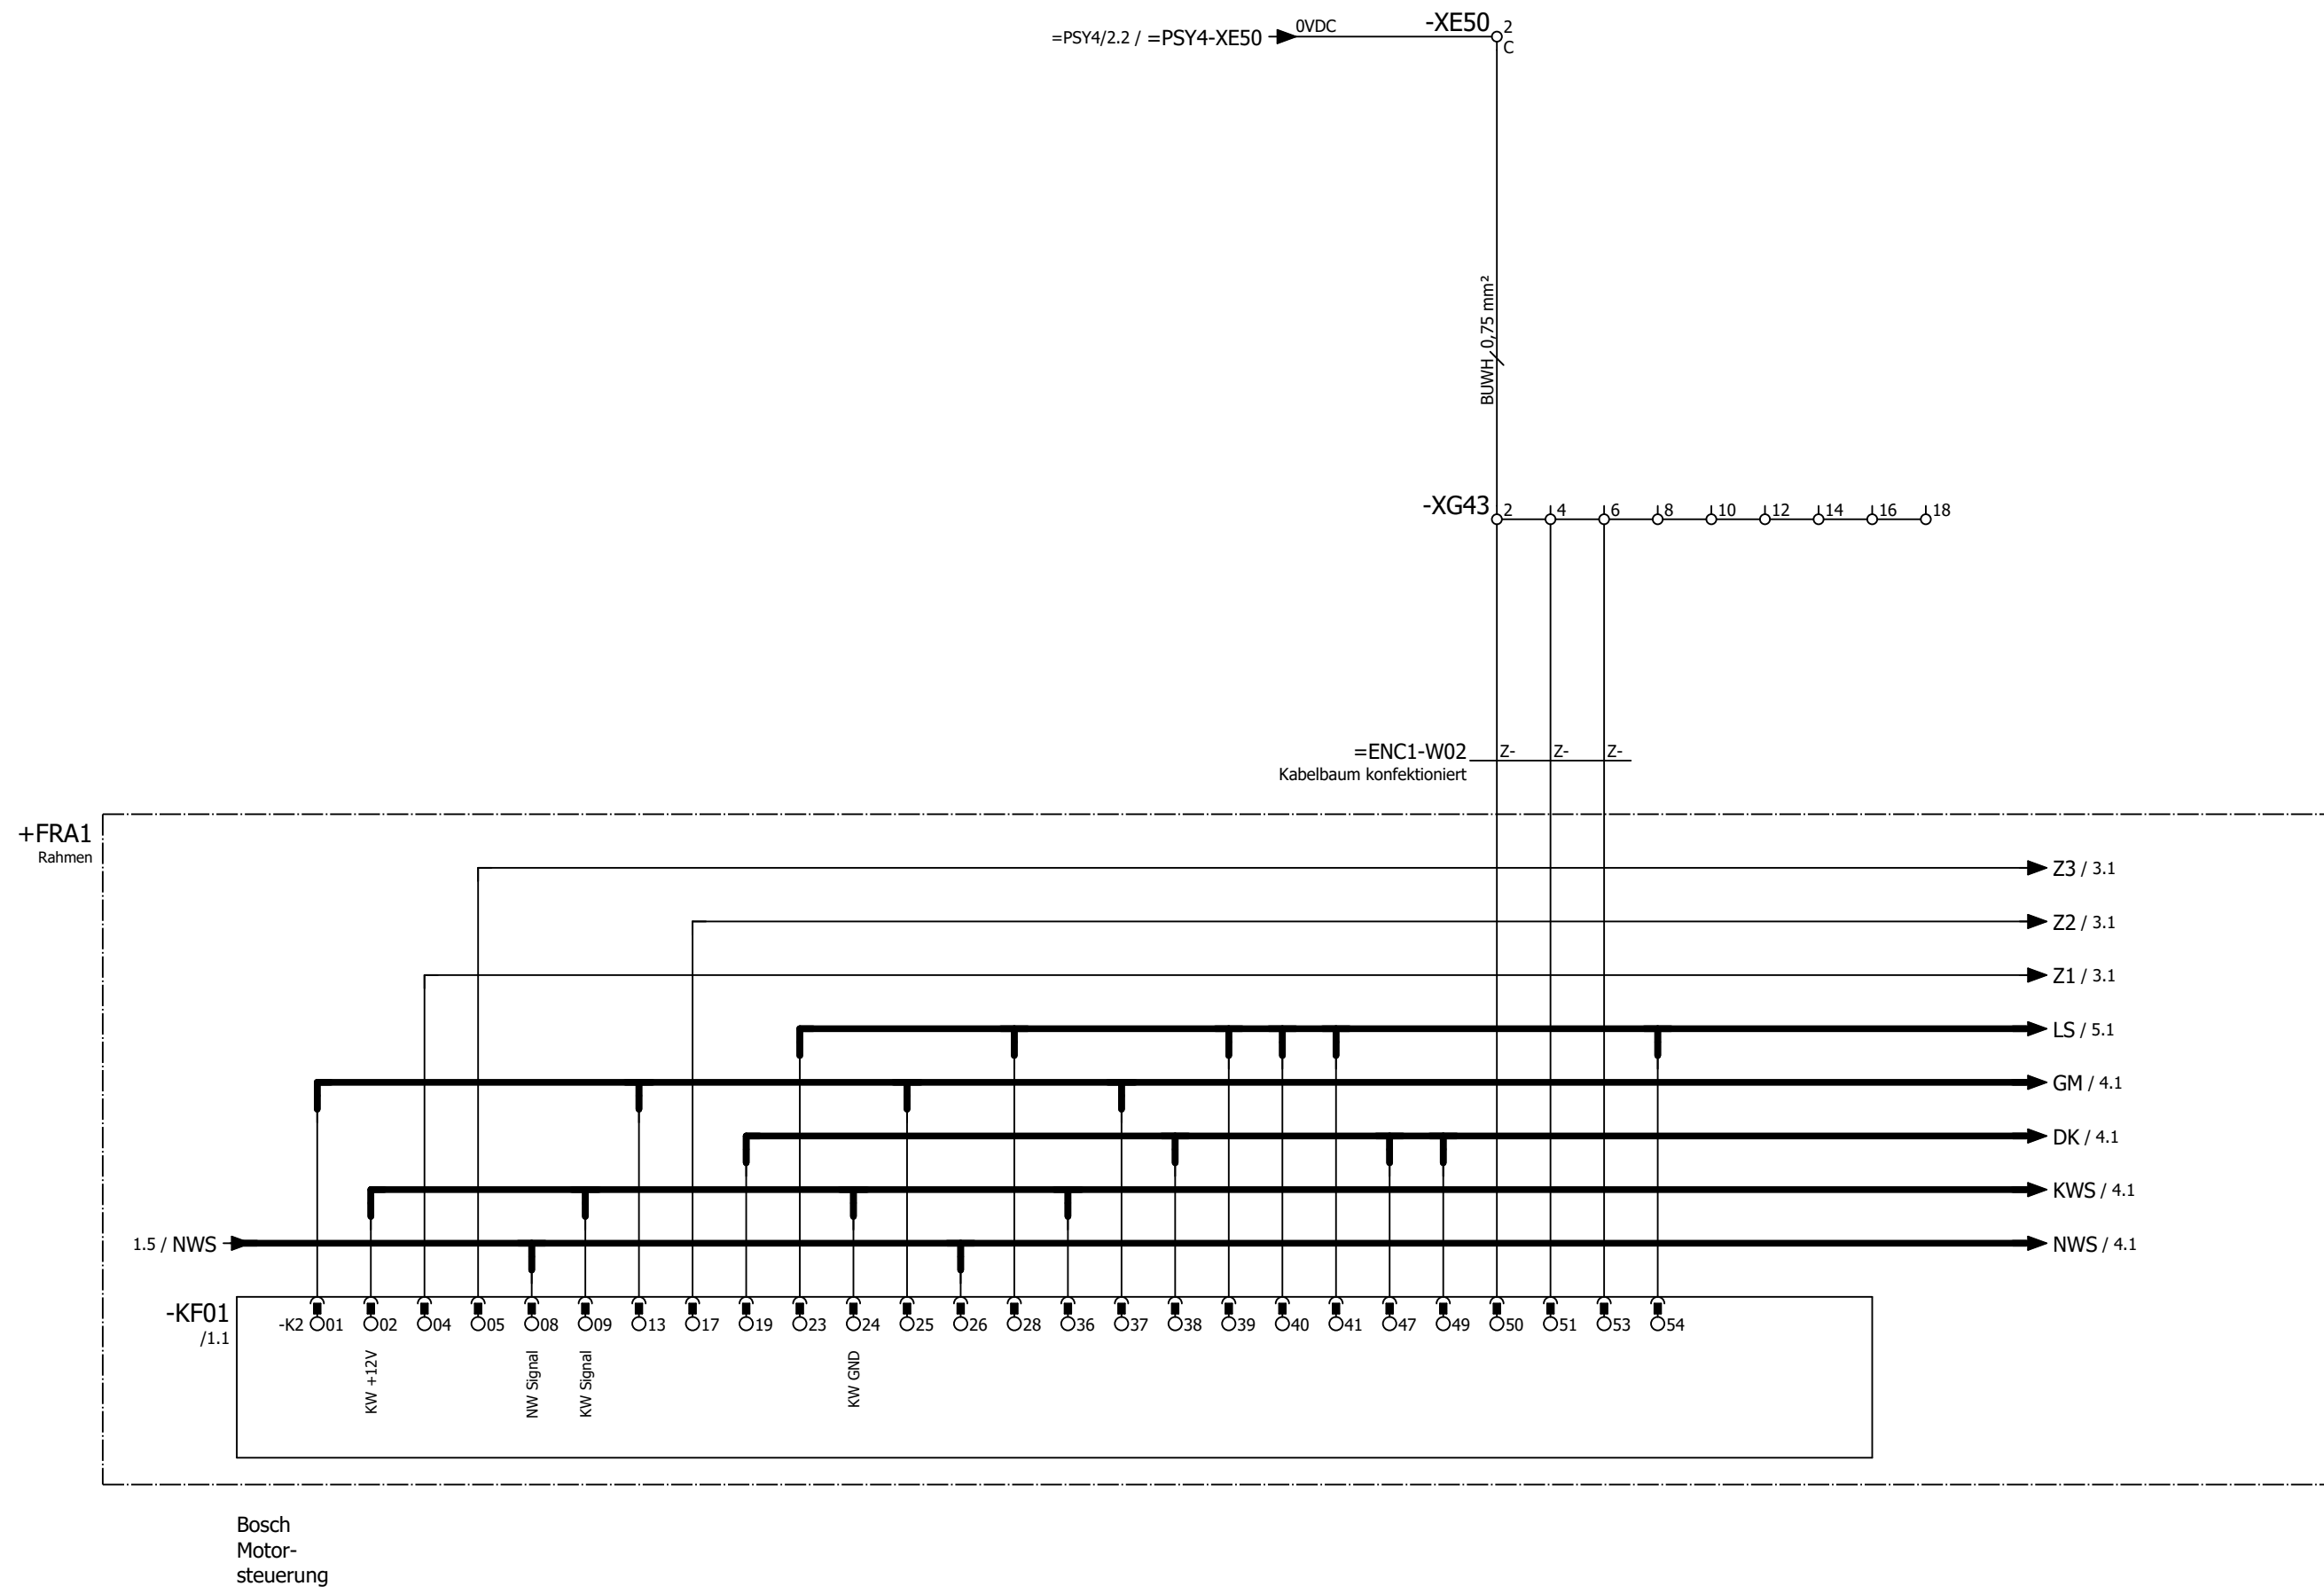 =PSY4/2.2 / =PSY4-XE50 0VDC -XE50 2
C
BUWH 0,75 mm²
-XG43 2 4 6 8 10 12 14 16 18
=ENC1-W02 Z- Z- Z-
Kabelbaum konfektioniert
+FRA1
Rahmen
Z3 / 3.1
Z2 / 3.1
Z1 / 3.1
LS / 5.1
GM / 4.1
DK / 4.1
KWS / 4.1
1.5 / NWS NWS / 4.1
-KF01
/1.1
-K2 01 02 04 05 08 09 13 17 19 23 24 25 26 28 36 37 38 39 40 41 47 49 50 51 53 54
KW +12V
NW Signal
KW Signal
KW GND
Bosch
Motor-
steuerung